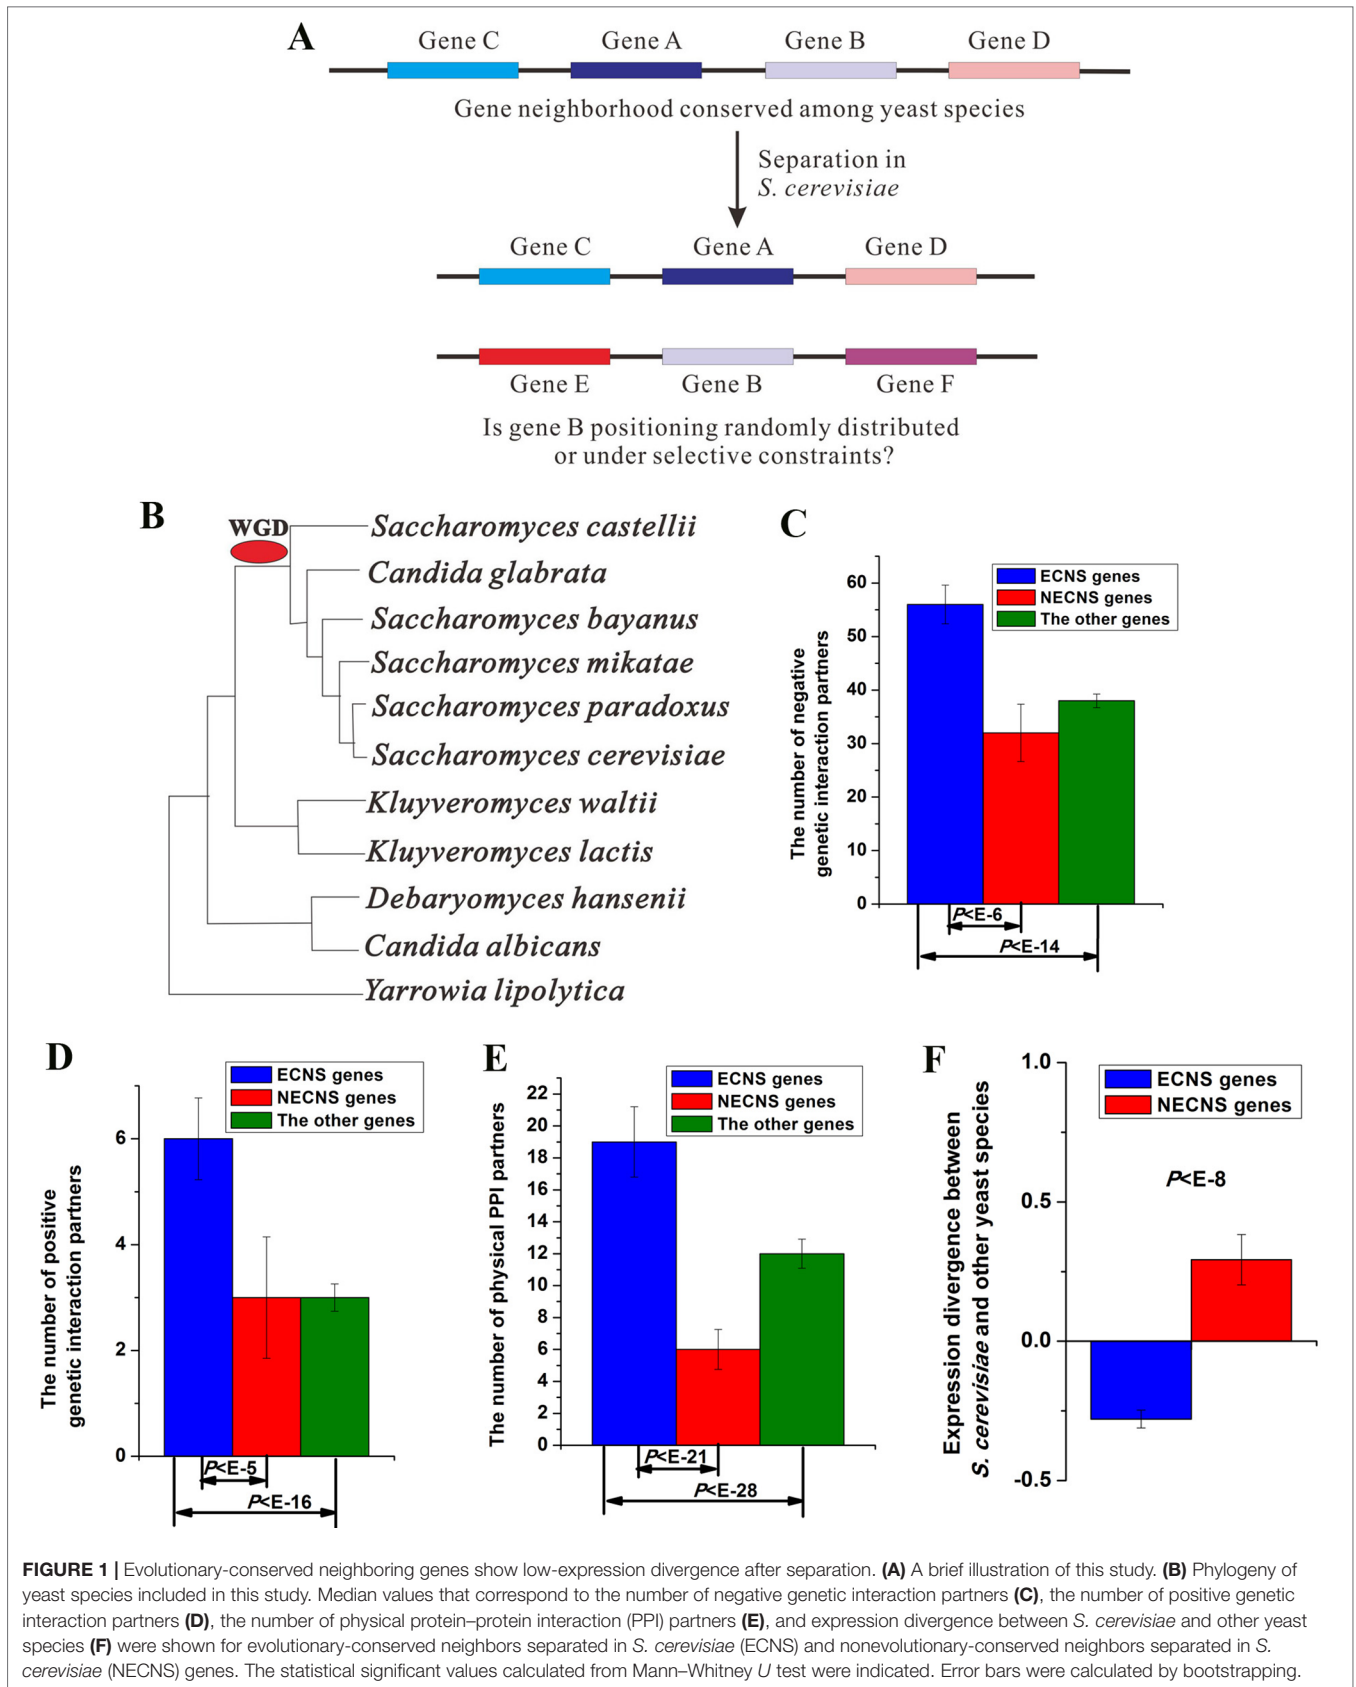 A
Gene C Gene A Gene B Gene D
Gene neighborhood conserved among yeast species
Separation in
S. cerevisiae
Gene C Gene A Gene D
Gene E Gene B Gene F
Is gene B positioning randomly distributed
or under selective constraints?
B
WGD
Saccharomyces castellii
Candida glabrata
Saccharomyces bayanus
Saccharomyces mikatae
Saccharomyces paradoxus
Saccharomyces cerevisiae
Kluyveromyces waltii
Kluyveromyces lactis
Debaryomyces hansenii
Candida albicans
Yarrowia lipolytica
C
The number of negative
genetic interaction partners
60
50
40
30
20
10
0
ECNS genes
NECNS genes
The other genes
P<E-6
P<E-14
D
The number of positive
genetic interaction partners
6
4
2
0
ECNS genes
NECNS genes
The other genes
P<E-5
P<E-16
E
The number of physical PPI partners
22
20
18
16
14
12
10
8
6
4
2
0
ECNS genes
NECNS genes
The other genes
P<E-21
P<E-28
F
Expression divergence between
S. cerevisiae and other yeast species
1.0
0.5
0.0
-0.5
ECNS genes
NECNS genes
P<E-8
FIGURE 1 | Evolutionary-conserved neighboring genes show low-expression divergence after separation. (A) A brief illustration of this study. (B) Phylogeny of
yeast species included in this study. Median values that correspond to the number of negative genetic interaction partners (C), the number of positive genetic
interaction partners (D), the number of physical protein–protein interaction (PPI) partners (E), and expression divergence between S. cerevisiae and other yeast
species (F) were shown for evolutionary-conserved neighbors separated in S. cerevisiae (ECNS) and nonevolutionary-conserved neighbors separated in S.
cerevisiae (NECNS) genes. The statistical significant values calculated from Mann–Whitney U test were indicated. Error bars were calculated by bootstrapping.